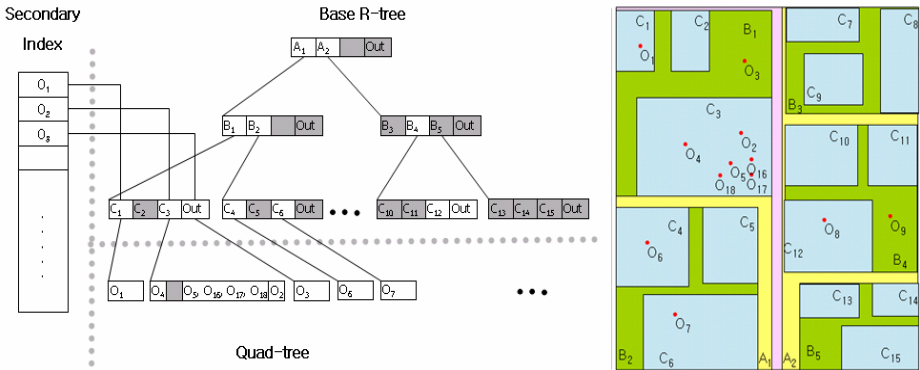 Secondary
Index
Base R-tree
A1 A2 Out
O1
O2
O3
B1 B2 Out
B3 B4 B5 Out
C1 C2 C3 Out
C4 C5 C6 Out
C10 C11 C12 Out
C13 C14 C15 Out
O1
O4 O5, O16, O17, O18 O2
O3
O6
O7
Quad-tree
C1
C2
B1
C7
C8
O1
O3
C9
B3
C3
O2
O4
O5
O16
O18
O17
C10
C11
C4
C5
O6
O8
O9
C12
B4
C13
C14
O7
B2
C6
A1
A2
B5
C15